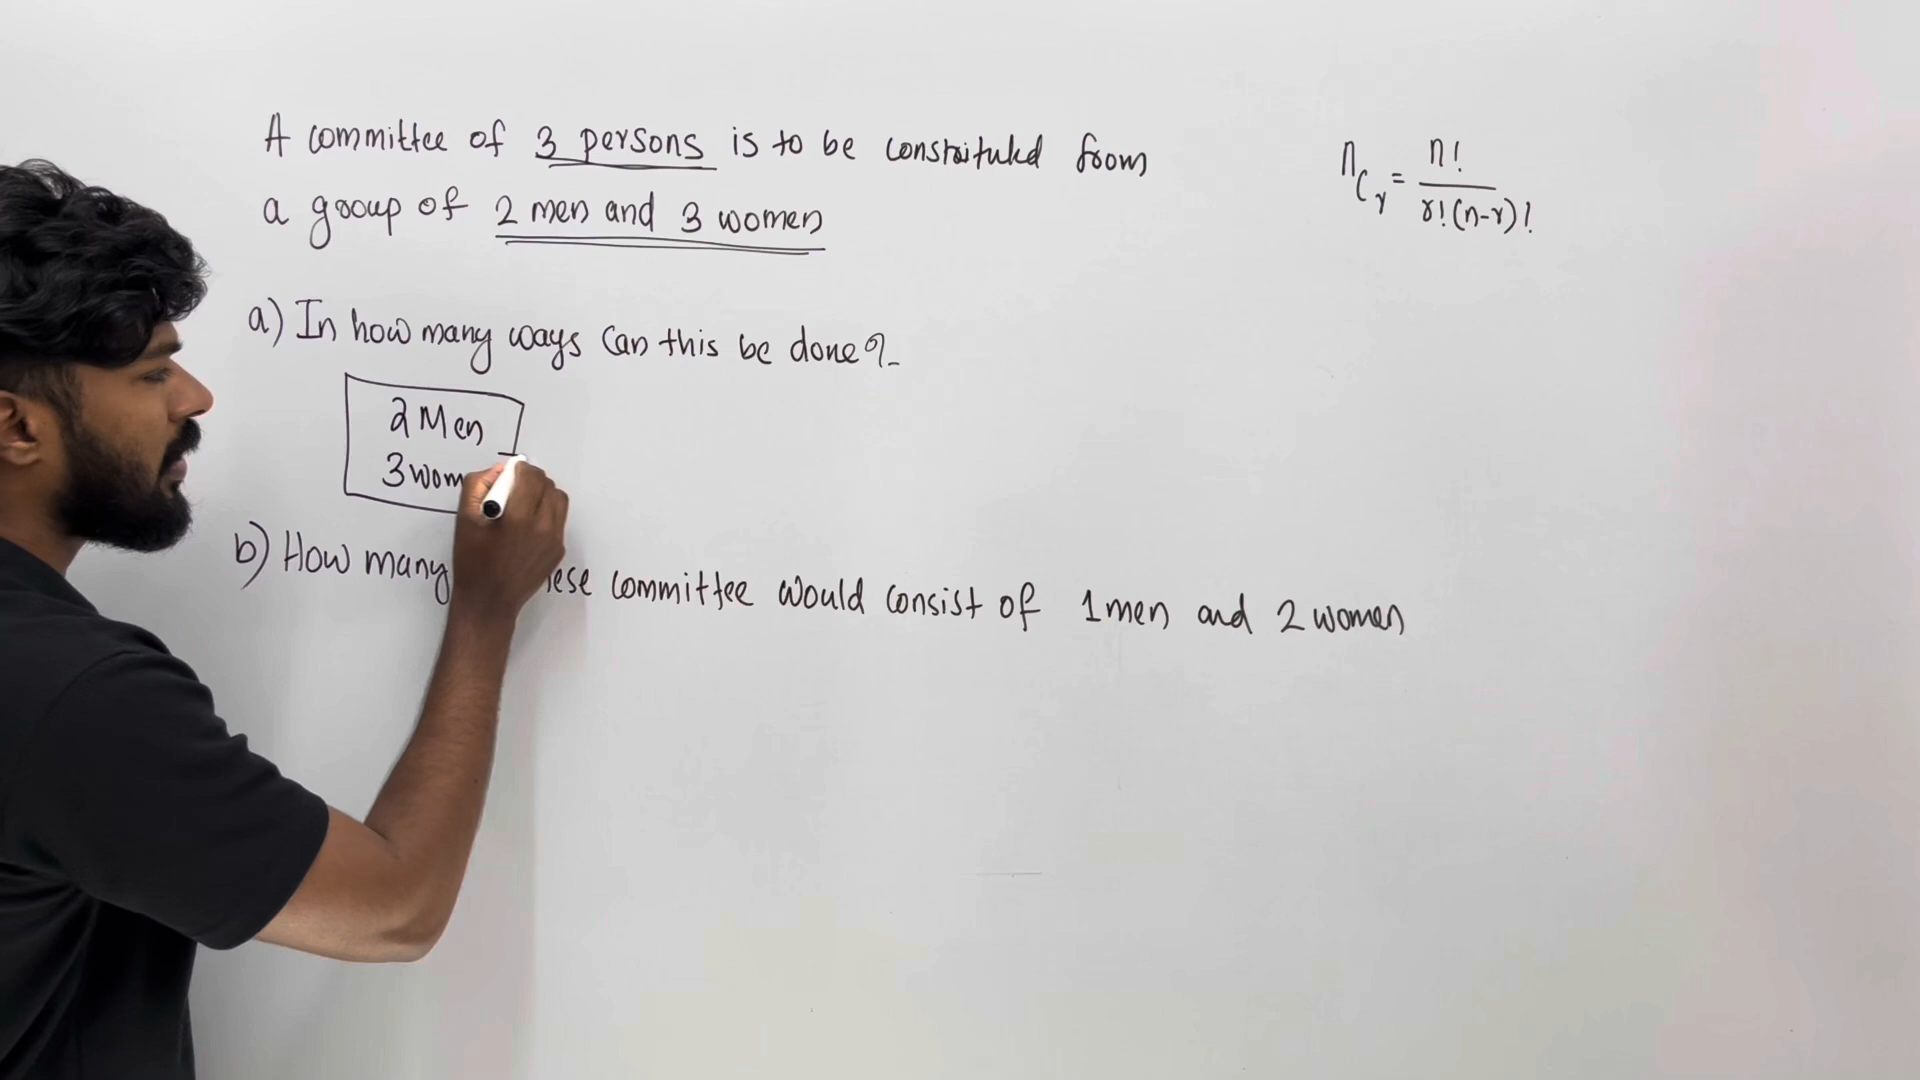 A committee of 3 persons is to be constituted from
a group of 2 men and 3 women
nCr = n! / r!(n-r)!
a) In how many ways can this be done?
2 Men
3 wom
b) How many these committee would consist of 1 men and 2 women